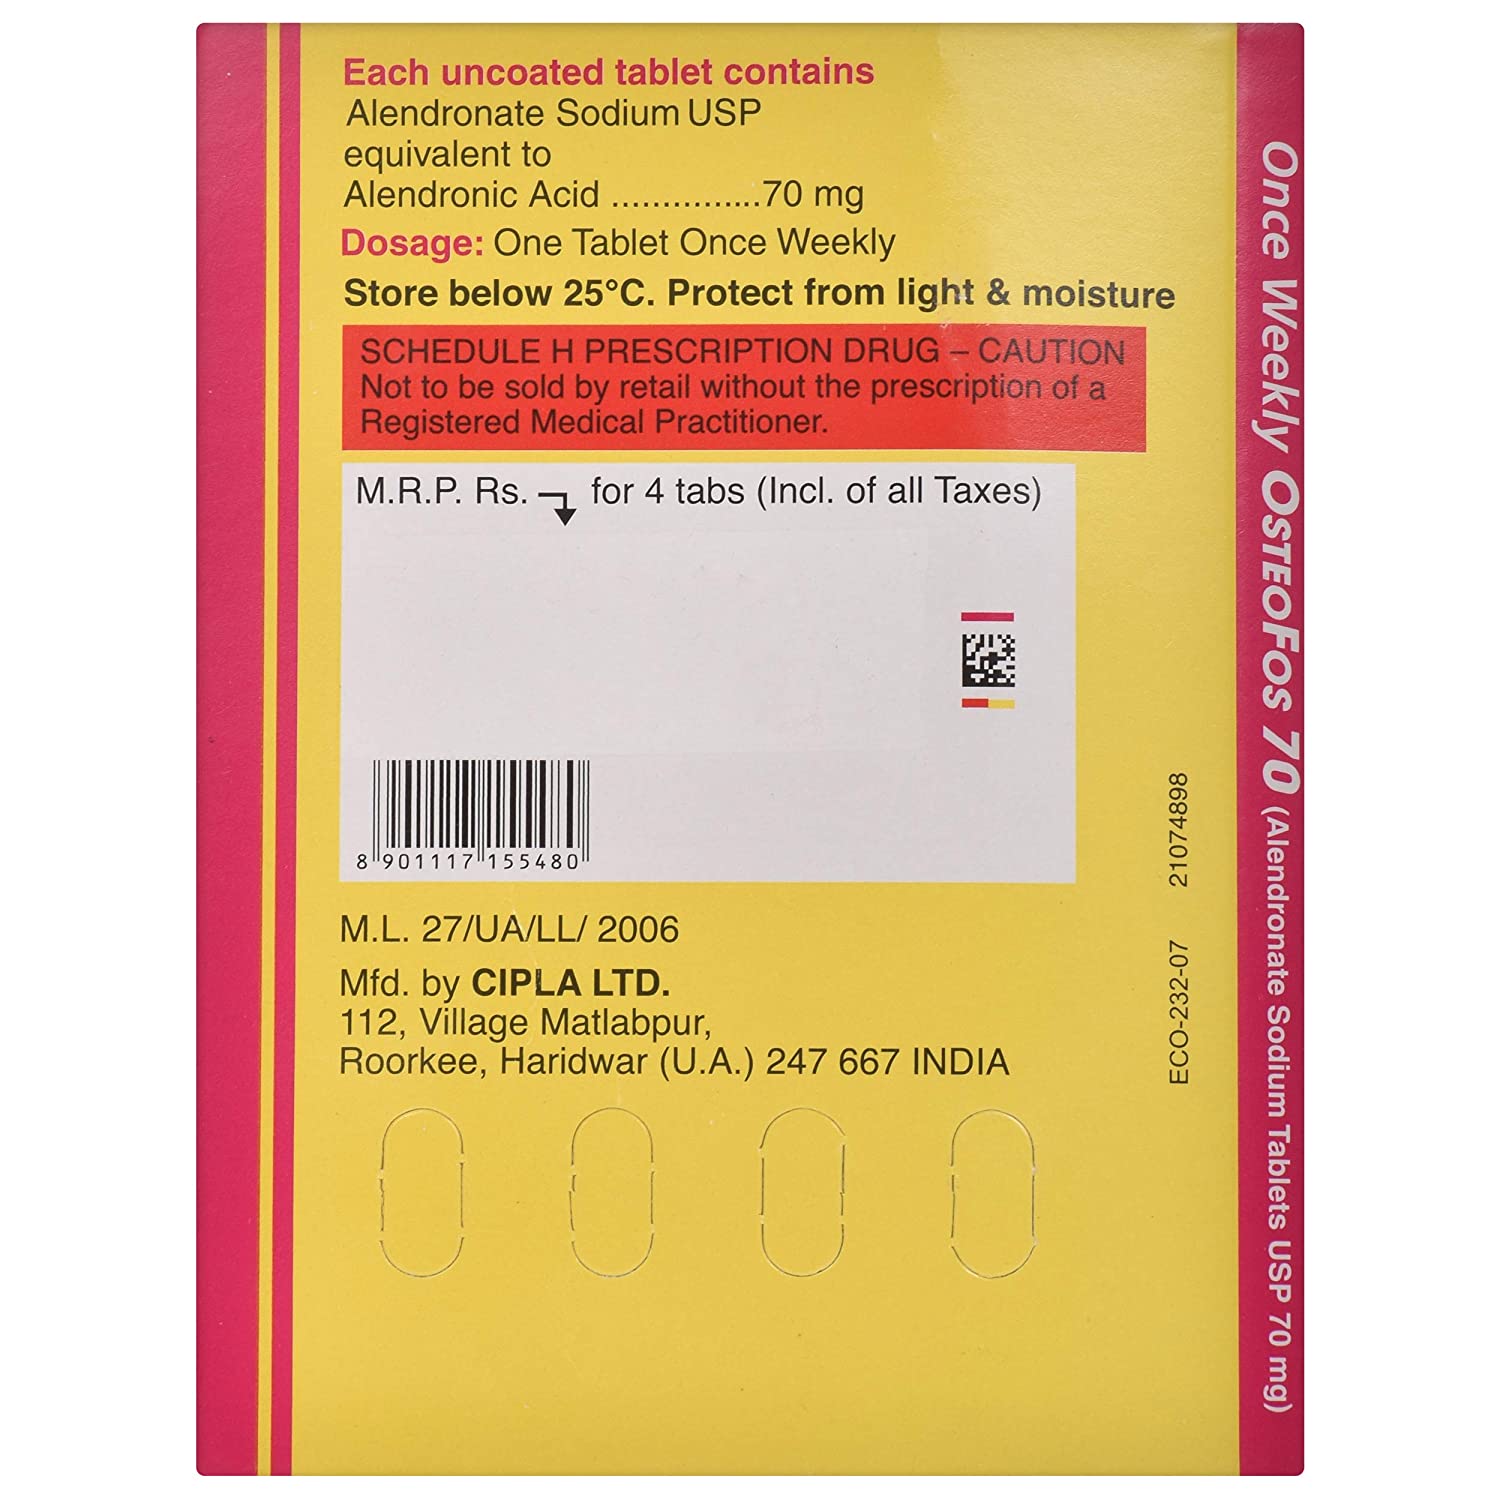 Each uncoated tablet contains
Alendronate Sodium USP
equivalent to
Alendronic Acid ...............70 mg
Dosage: One Tablet Once Weekly
Store below 25°C. Protect from light & moisture
SCHEDULE H PRESCRIPTION DRUG – CAUTION
Not to be sold by retail without the prescription of a
Registered Medical Practitioner.
M.R.P. Rs. for 4 tabs (Incl. of all Taxes)
8 901117 155480
M.L. 27/UA/LL/ 2006
Mfd. by CIPLA LTD.
112, Village Matlabpur,
Roorkee, Haridwar (U.A.) 247 667 INDIA
ECO-232-07 21074898
Once Weekly OSTEOFOS 70 (Alendronate Sodium Tablets USP 70 mg)